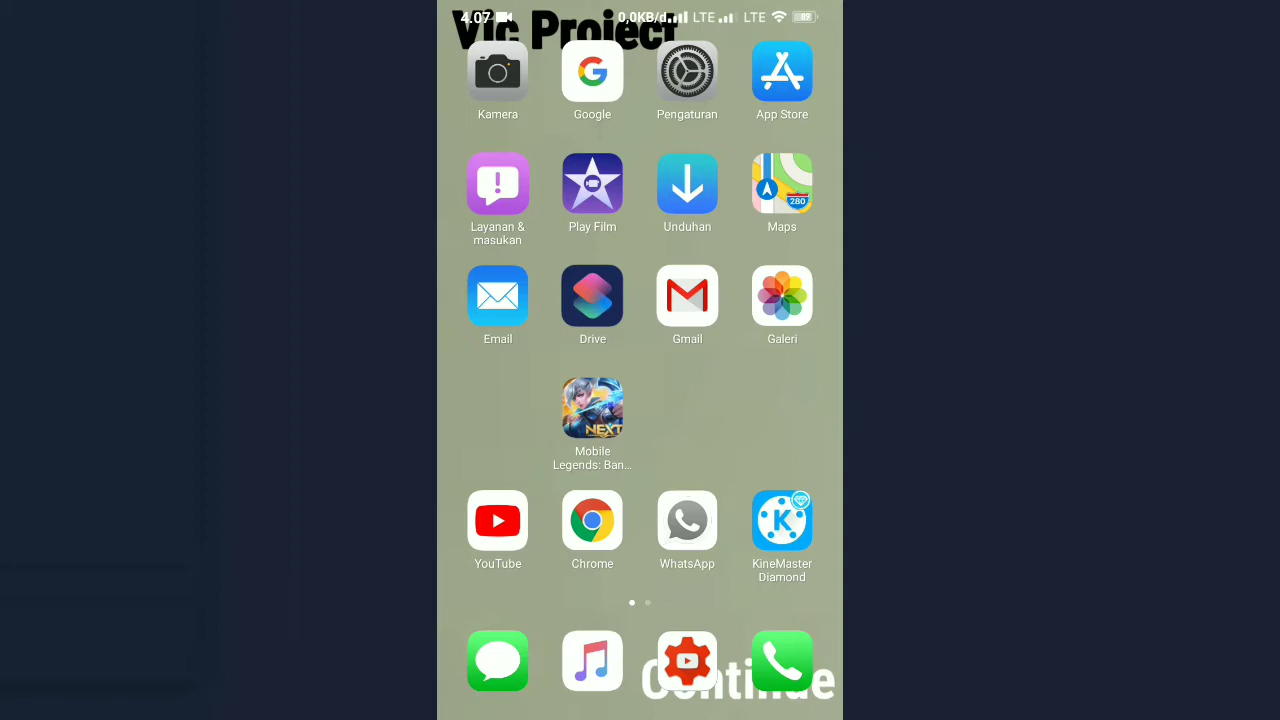 4.07 0,0KB/d LTE LTE 89
Vic Project
Kamera Google Pengaturan App Store
280
Layanan & masukan Play Film Unduhan Maps
Email Drive Gmail Galeri
NEXT
Mobile Legends: Ban...
K
YouTube Chrome WhatsApp KineMaster Diamond
Continue